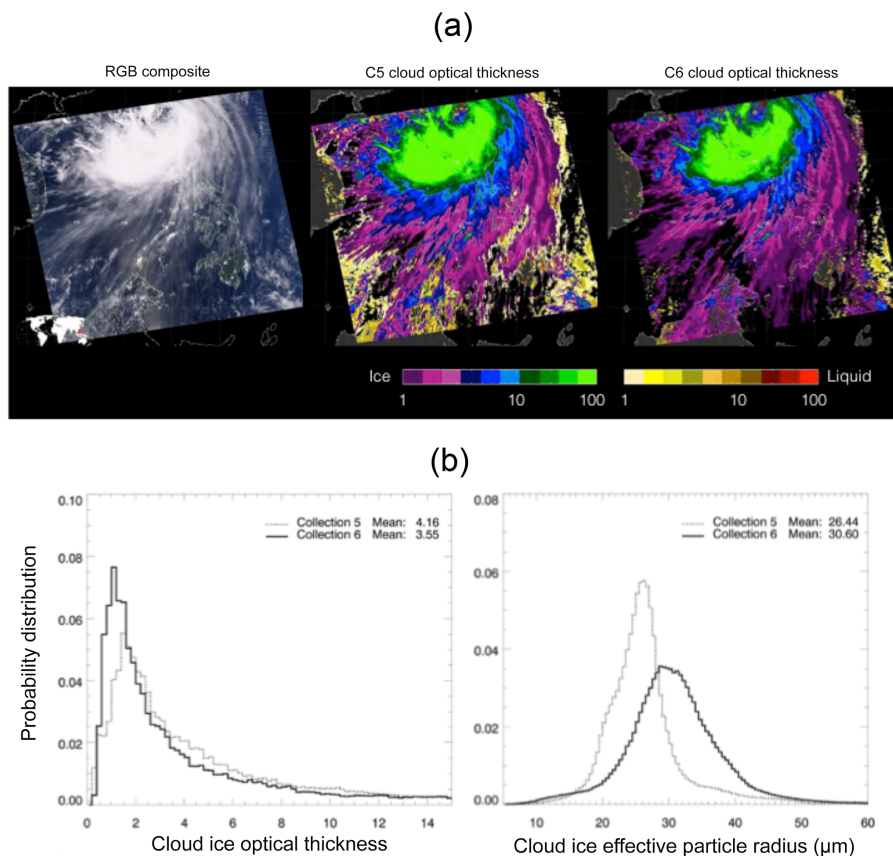 (a)
RGB composite
C5 cloud optical thickness
C6 cloud optical thickness
Ice
1
10
100
1
10
100
Liquid
(b)
0.10
0.08
0.06
0.04
0.02
0.00
Probability distribution
Collection 5 Mean: 4.16
Collection 6 Mean: 3.55
0 2 4 6 8 10 12 14
Cloud ice optical thickness
0.08
0.06
0.04
0.02
0.00
Collection 5 Mean: 26.44
Collection 6 Mean: 30.60
10 20 30 40 50 60
Cloud ice effective particle radius (μm)